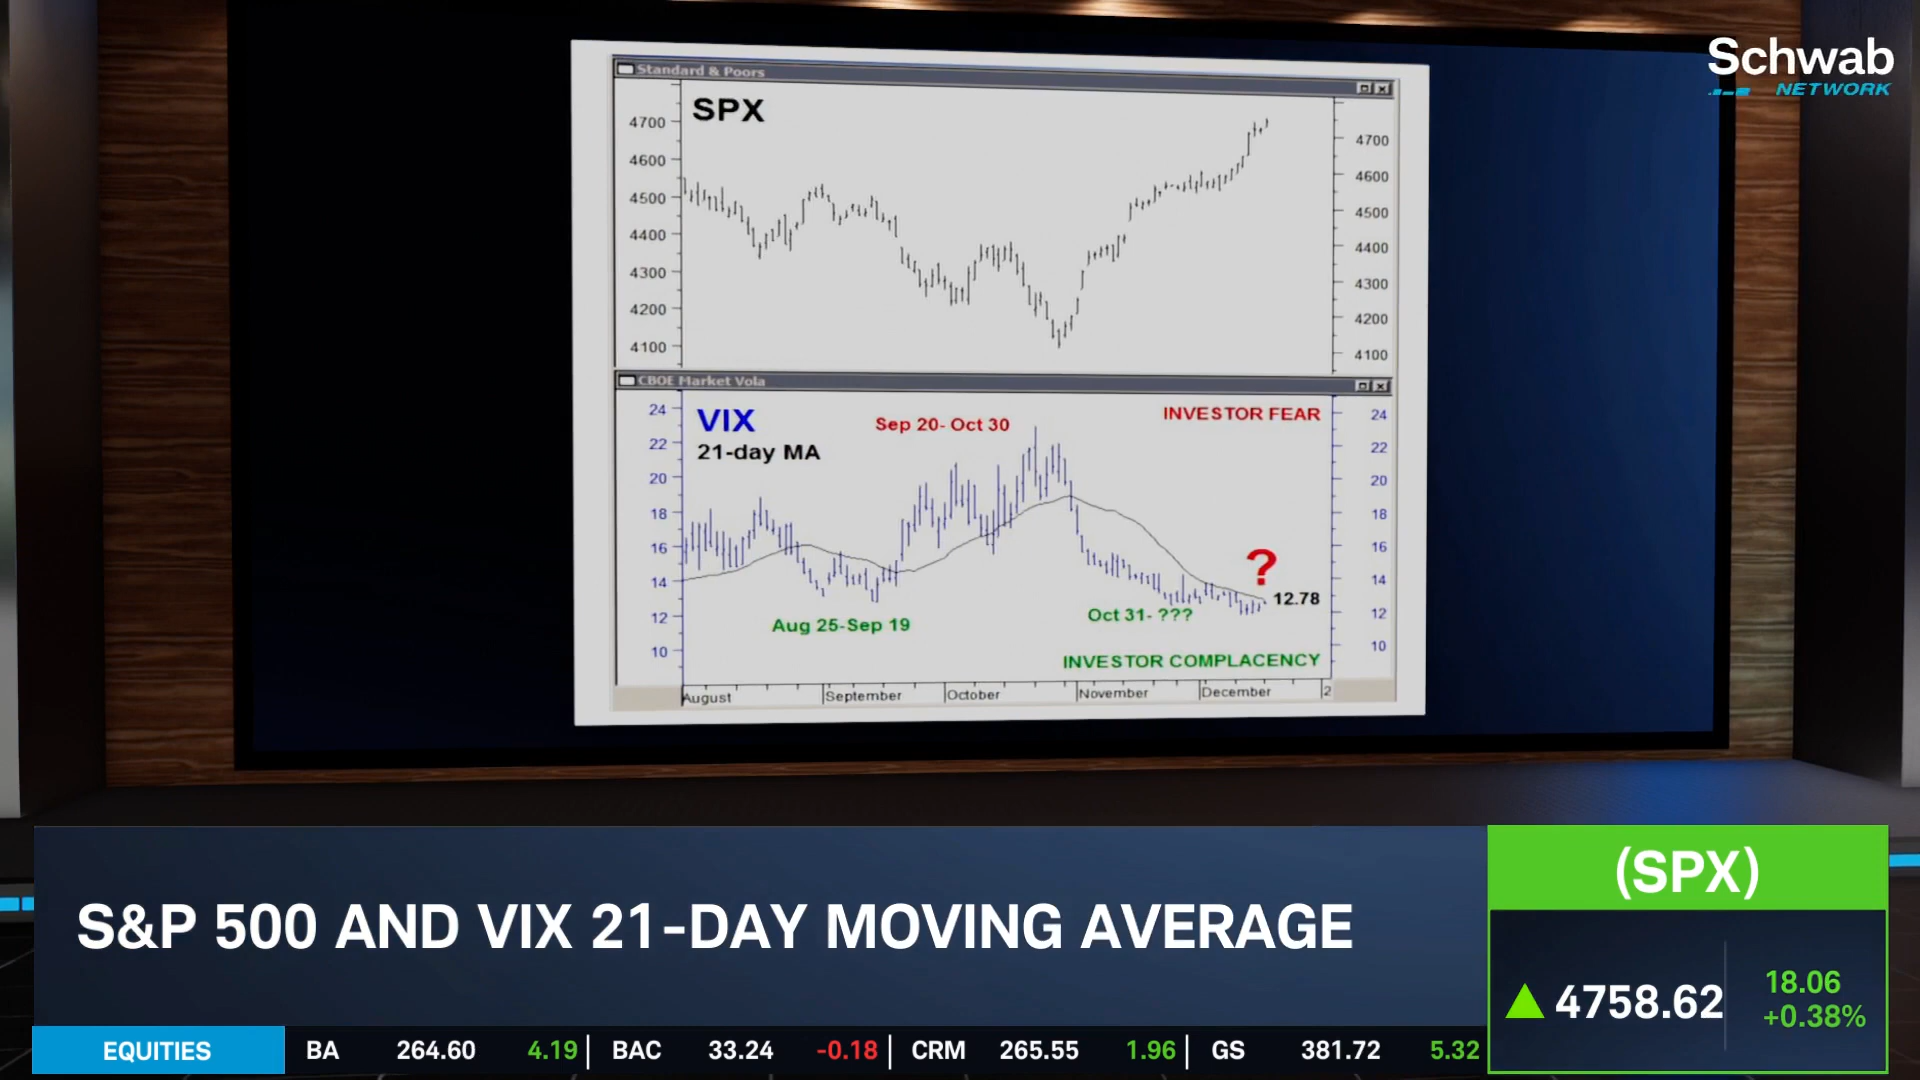 Schwab
NETWORK
Standard & Poors
SPX
4700
4600
4500
4400
4300
4200
4100
4700
4600
4500
4400
4300
4200
4100
CBOE Market Vola
VIX
21-day MA
Sep 20- Oct 30
INVESTOR FEAR
24
22
20
18
16
14
12
10
24
22
20
18
16
14
12
10
?
12.78
Aug 25-Sep 19
Oct 31- ???
INVESTOR COMPLACENCY
August September October November December 2
S&P 500 AND VIX 21-DAY MOVING AVERAGE
(SPX)
4758.62
18.06
+0.38%
EQUITIES BA 264.60 4.19 BAC 33.24 -0.18 CRM 265.55 1.96 GS 381.72 5.32